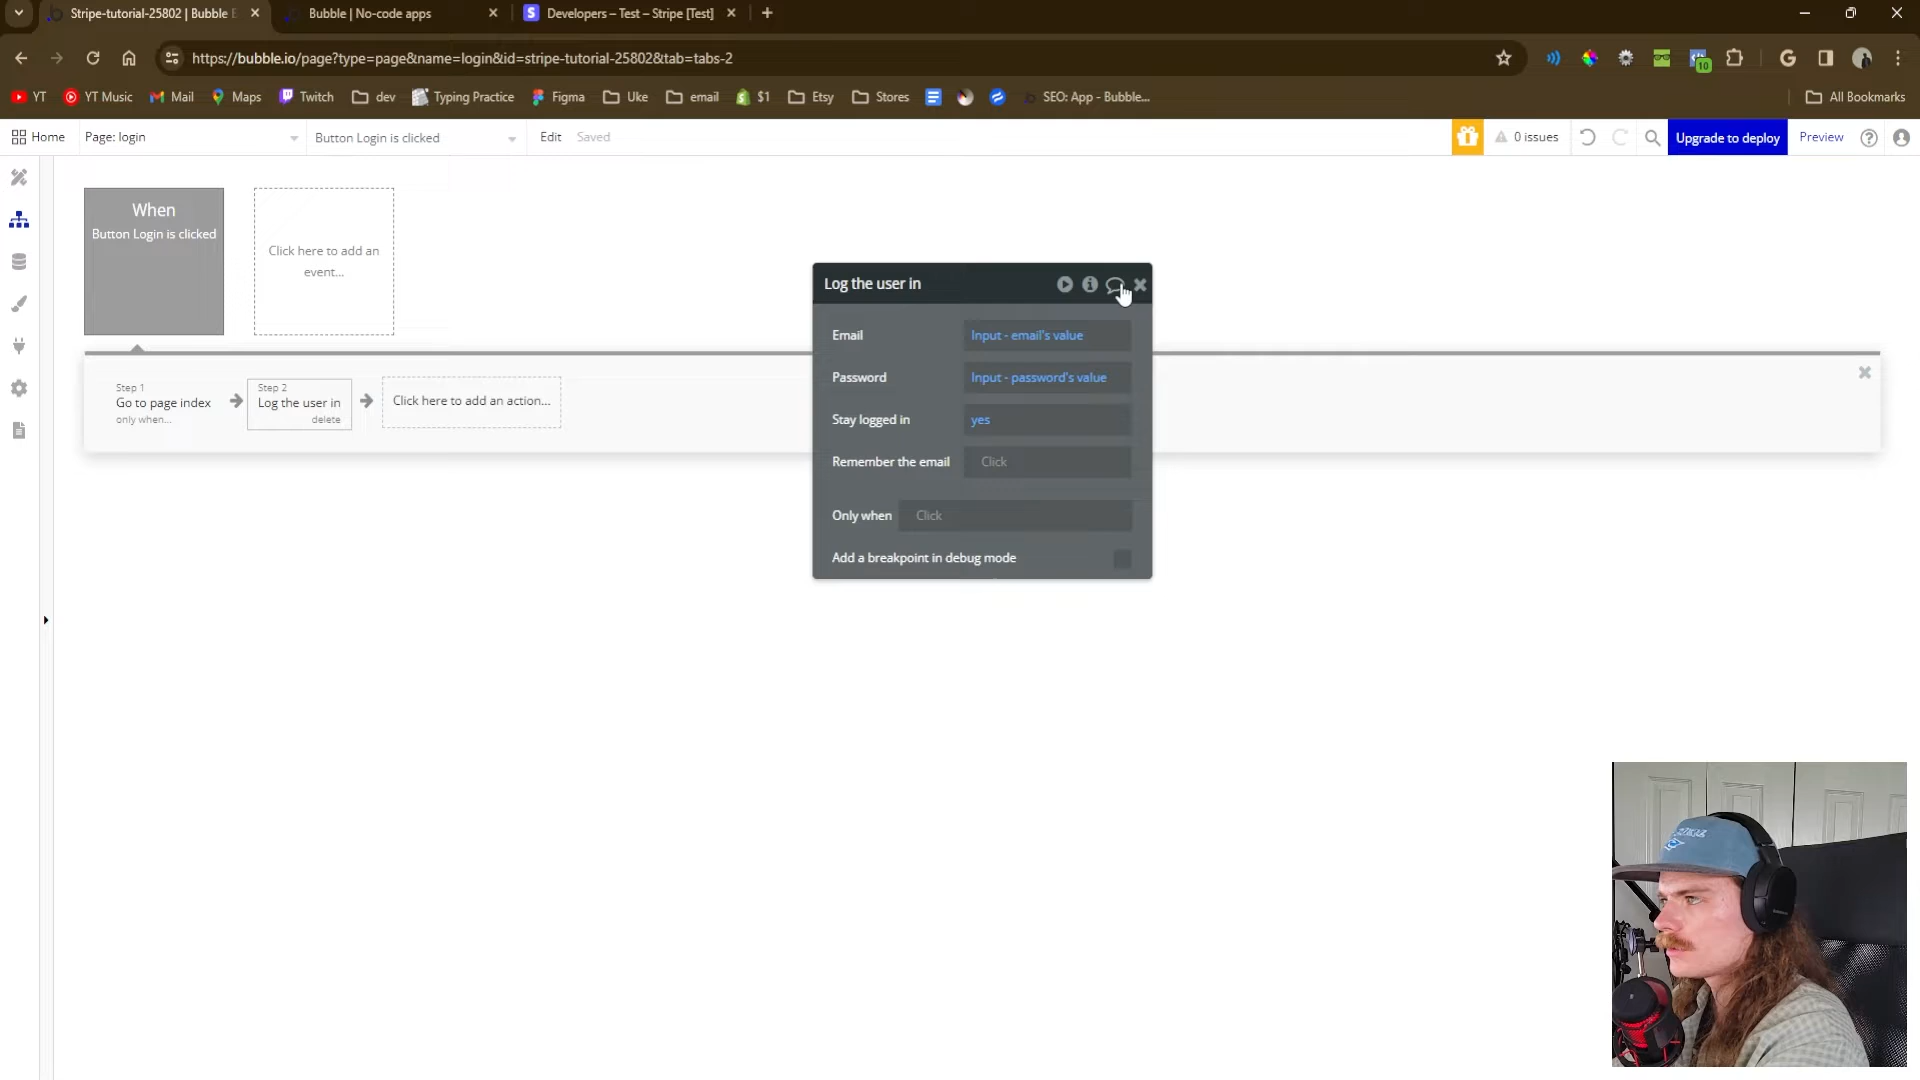 Stripe-tutorial-25802 | Bubble E
Bubble | No-code apps
Developers – Test – Stripe [Test]
https://bubble.io/page?type=page&name=login&id=stripe-tutorial-25802&tab=tabs-2
10
YT
YT Music
Mail
Maps
Twitch
dev
Typing Practice
Figma
Uke
email
$1
Etsy
Stores
SEO: App - Bubble...
All Bookmarks
Home
Page: login
Button Login is clicked
Edit
Saved
0 issues
Upgrade to deploy
Preview
When
Button Login is clicked
Click here to add an
event...
Step 1
Go to page index
only when...
Step 2
Log the user in
delete
Click here to add an action...
Log the user in
Email
Input - email's value
Password
Input - password's value
Stay logged in
yes
Remember the email
Click
Only when
Click
Add a breakpoint in debug mode